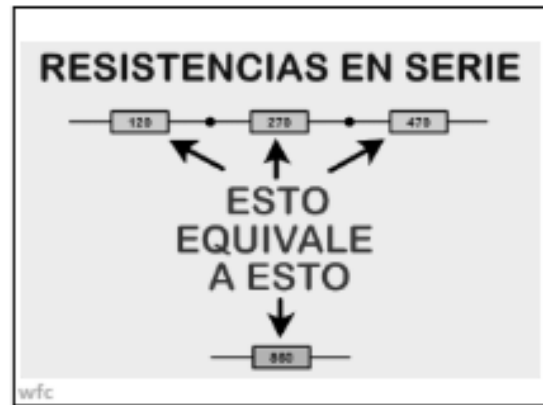 RESISTENCIAS EN SERIE
120 270 470
ESTO
EQUIVALE
A ESTO
860
wfc